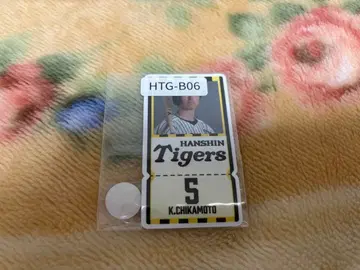 HTG-B06
HANSHIN
Tigers
5
K.CHIKAMOTO